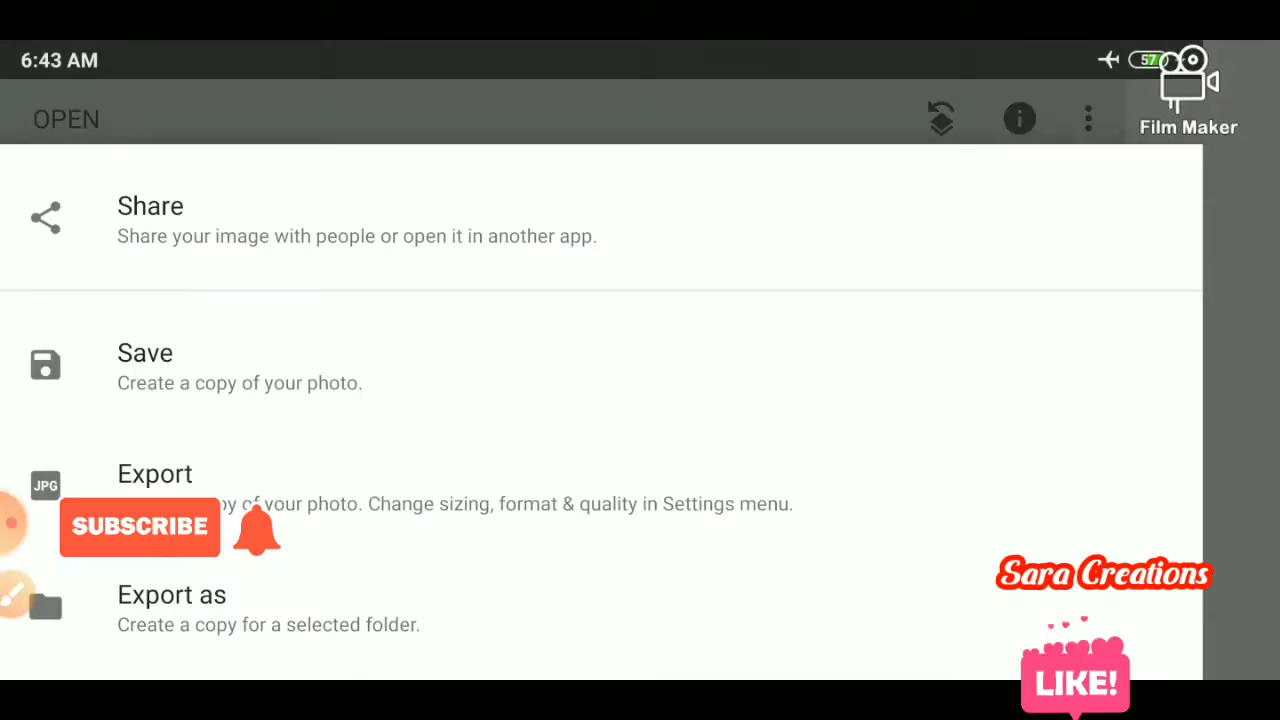 6:43 AM
57
Film Maker
OPEN
Share
Share your image with people or open it in another app.
Save
Create a copy of your photo.
JPG
Export
py of your photo. Change sizing, format & quality in Settings menu.
SUBSCRIBE
Sara Creations
Export as
Create a copy for a selected folder.
LIKE!